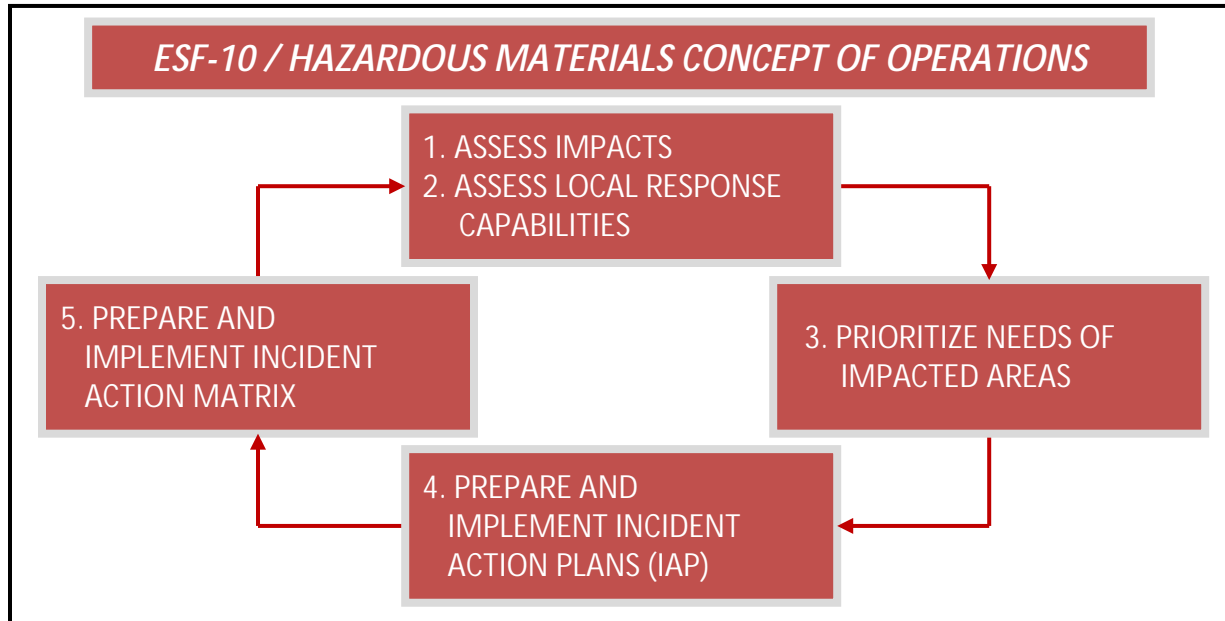 ESF-10 / HAZARDOUS MATERIALS CONCEPT OF OPERATIONS
1. ASSESS IMPACTS
2. ASSESS LOCAL RESPONSE
CAPABILITIES
3. PRIORITIZE NEEDS OF
IMPACTED AREAS
4. PREPARE AND
IMPLEMENT INCIDENT
ACTION PLANS (IAP)
5. PREPARE AND
IMPLEMENT INCIDENT
ACTION MATRIX